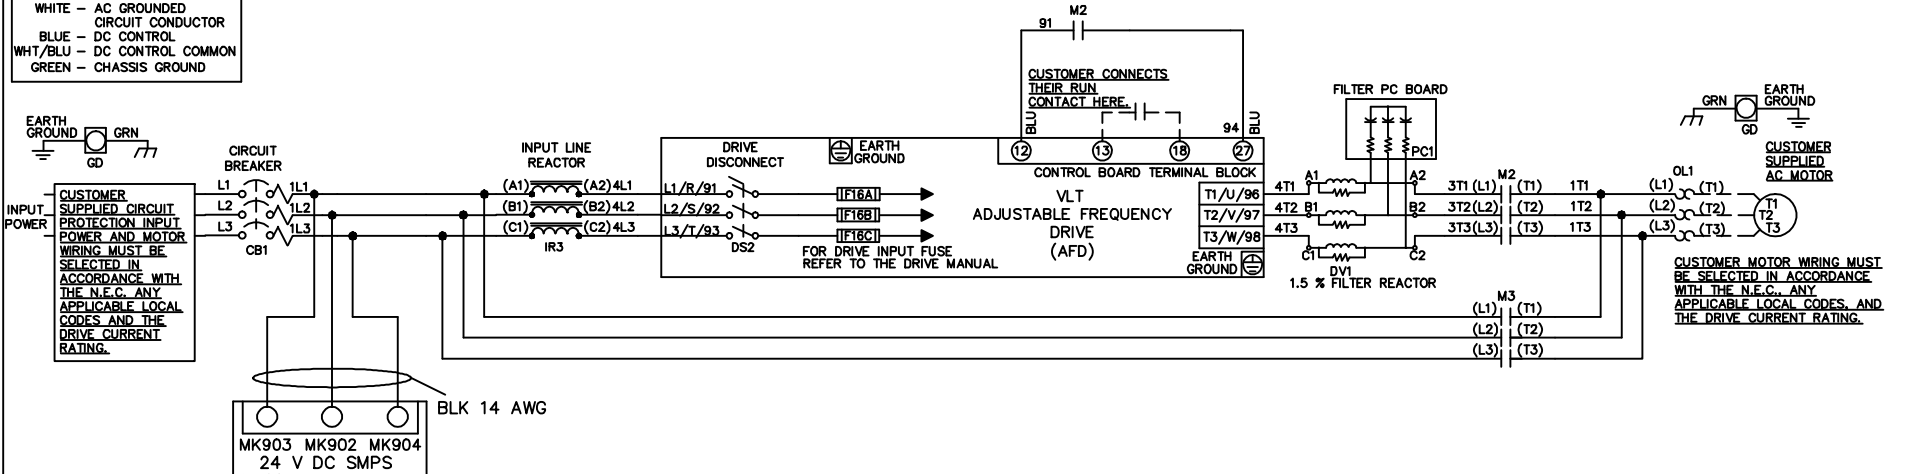 WHITE – AC GROUNDED
CIRCUIT CONDUCTOR
BLUE – DC CONTROL
WHT/BLU – DC CONTROL COMMON
GREEN – CHASSIS GROUND
M2
91
CUSTOMER CONNECTS
THEIR RUN
CONTACT HERE.
BLU
94
BLU
12
13
18
27
CONTROL BOARD TERMINAL BLOCK
EARTH
GROUND
GRN
GD
CIRCUIT
BREAKER
INPUT
POWER
CUSTOMER
SUPPLIED CIRCUIT
PROTECTION INPUT
POWER AND MOTOR
WIRING MUST BE
SELECTED IN
ACCORDANCE WITH
THE N.E.C. ANY
APPLICABLE LOCAL
CODES AND THE
DRIVE CURRENT
RATING.
L1
1L1
L2
1L2
L3
1L3
CB1
INPUT LINE
REACTOR
(A1)
(A2)4L1
(B1)
(B2)4L2
(C1)
(C2)4L3
IR3
DRIVE
DISCONNECT
EARTH
GROUND
L1/R/91
L2/S/92
L3/T/93
DS2
F16A
F16B
F16C
FOR DRIVE INPUT FUSE
REFER TO THE DRIVE MANUAL
VLT
ADJUSTABLE FREQUENCY
DRIVE
(AFD)
T1/U/96
T2/V/97
T3/W/98
EARTH
GROUND
4T1
4T2
4T3
FILTER PC BOARD
PC1
A1
A2
B1
B2
C1
C2
DV1
1.5 % FILTER REACTOR
M2
3T1 (L1)
(T1)
1T1
3T2(L2)
(T2)
1T2
3T3(L3)
(T3)
1T3
M3
(L1)
(T1)
(L2)
(T2)
(L3)
(T3)
GRN
EARTH
GROUND
GD
CUSTOMER
SUPPLIED
AC MOTOR
OL1
(L1)
(T1)
(L2)
(T2)
(L3)
(T3)
T1
T2
T3
CUSTOMER MOTOR WIRING MUST
BE SELECTED IN ACCORDANCE
WITH THE N.E.C., ANY
APPLICABLE LOCAL CODES, AND
THE DRIVE CURRENT RATING.
BLK 14 AWG
MK903 MK902 MK904
24 V DC SMPS